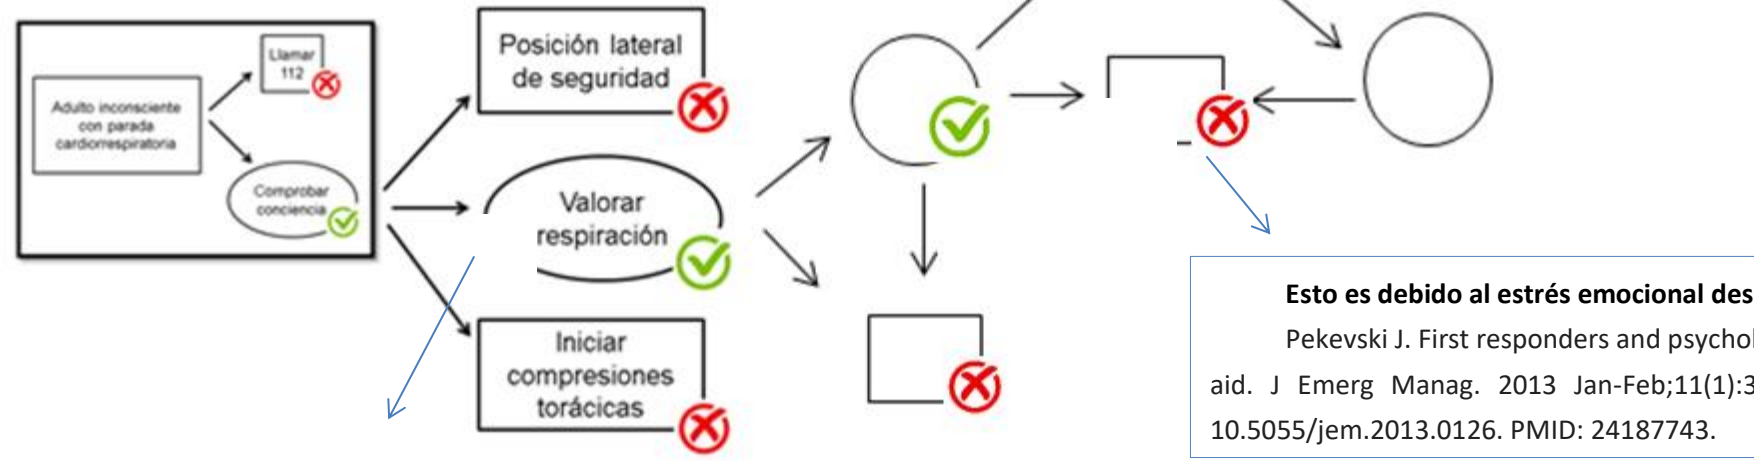 Llamar
112
Adulto inconsciente
con parada
cardiorrespiratoria
Comprobar
conciencia
Posición lateral
de seguridad
Valorar
respiración
Iniciar
compresiones
torácicas
Esto es debido al estrés emocional des
Pekevski J. First responders and psychol
aid. J Emerg Manag. 2013 Jan-Feb;11(1):3
10.5055/jem.2013.0126. PMID: 24187743.